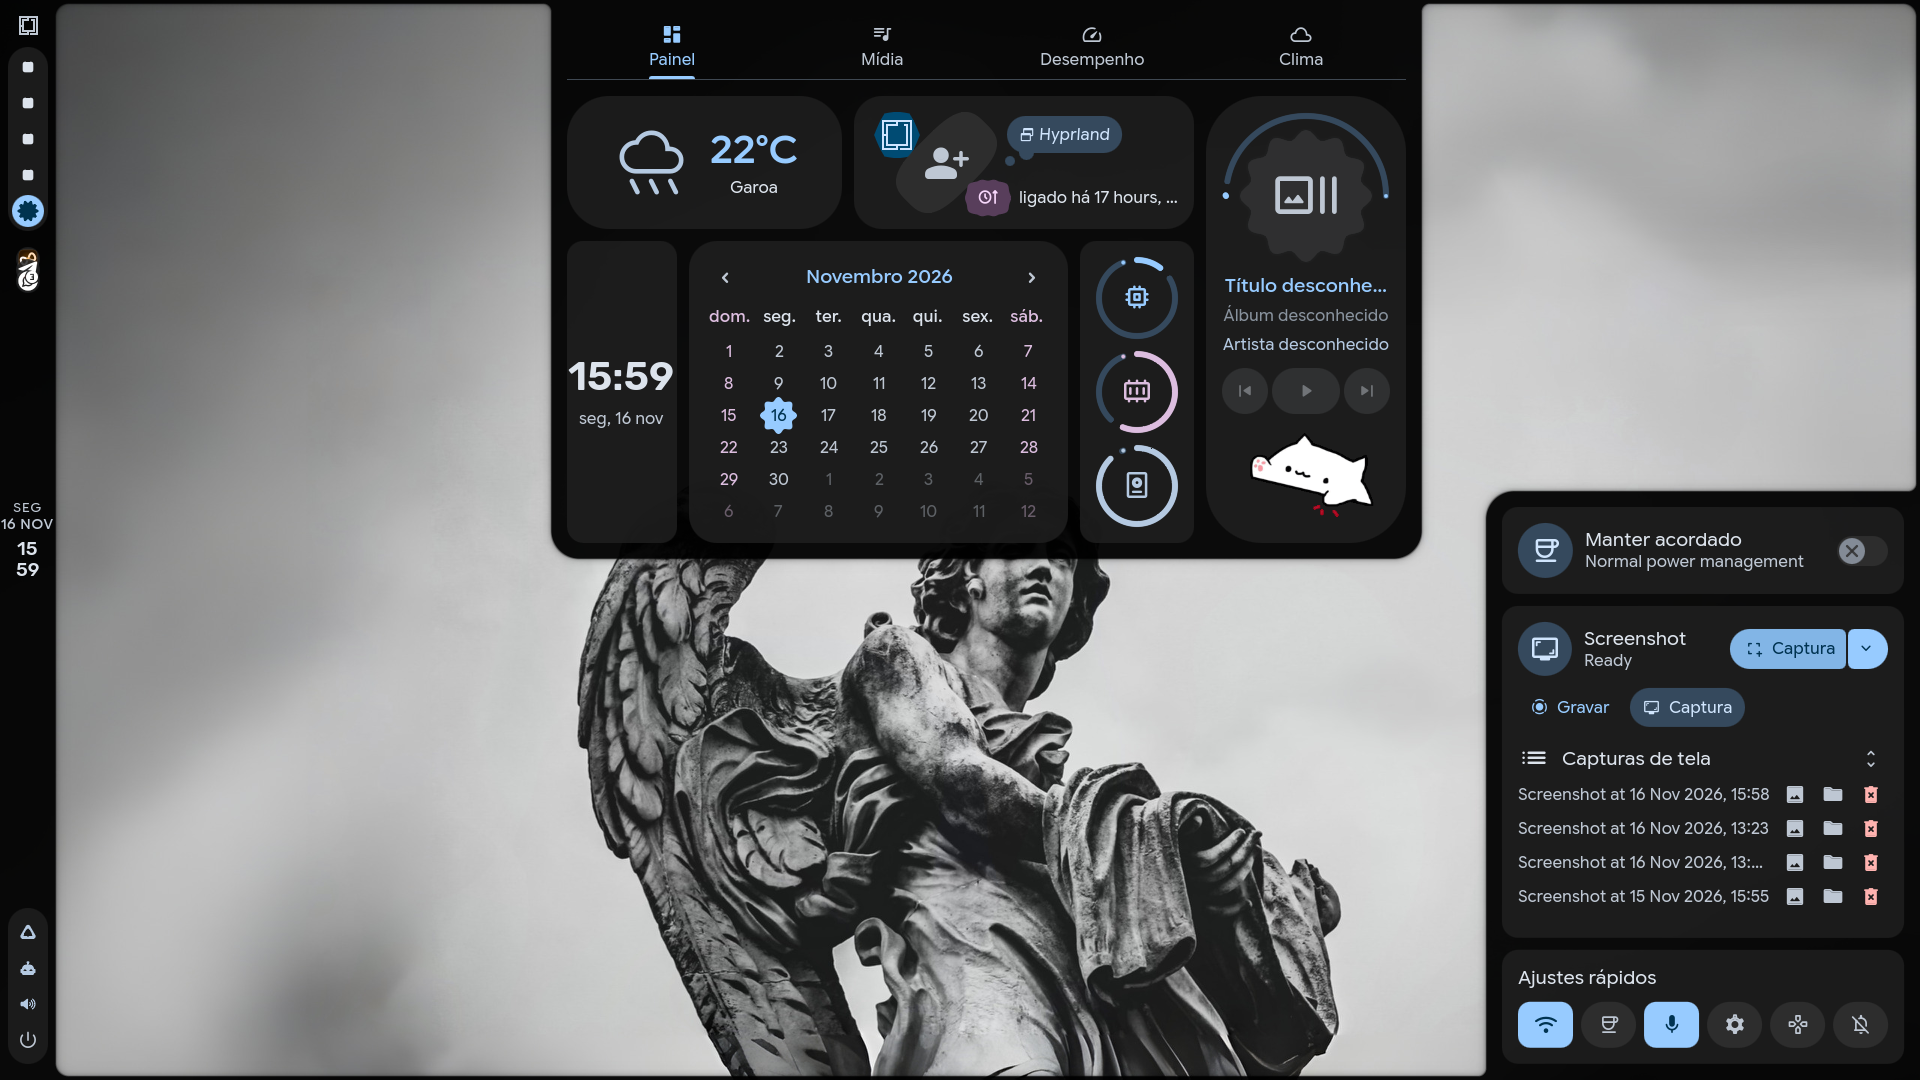 SEG
16 NOV
15
59
Painel
Mídia
Desempenho
Clima
22°C
Garoa
Hyprland
ligado há 17 hours, ...
15:59
seg, 16 nov
Novembro 2026
dom. seg. ter. qua. qui. sex. sáb.
1 2 3 4 5 6 7
8 9 10 11 12 13 14
15 16 17 18 19 20 21
22 23 24 25 26 27 28
29 30 1 2 3 4 5
6 7 8 9 10 11 12
Título desconhe...
Álbum desconhecido
Artista desconhecido
Manter acordado
Normal power management
Screenshot
Ready
Captura
Gravar
Captura
Capturas de tela
Screenshot at 16 Nov 2026, 15:58
Screenshot at 16 Nov 2026, 13:23
Screenshot at 16 Nov 2026, 13:...
Screenshot at 15 Nov 2026, 15:55
Ajustes rápidos